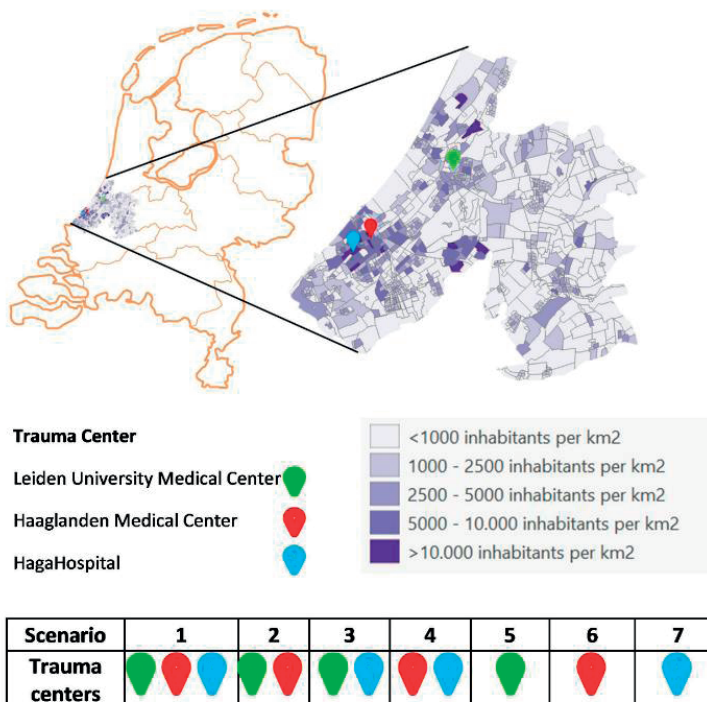 Trauma Center
Leiden University Medical Center
Haaglanden Medical Center
HagaHospital
<1000 inhabitants per km2
1000 - 2500 inhabitants per km2
2500 - 5000 inhabitants per km2
5000 - 10.000 inhabitants per km2
>10.000 inhabitants per km2
Scenario 1 2 3 4 5 6 7
Trauma
centers